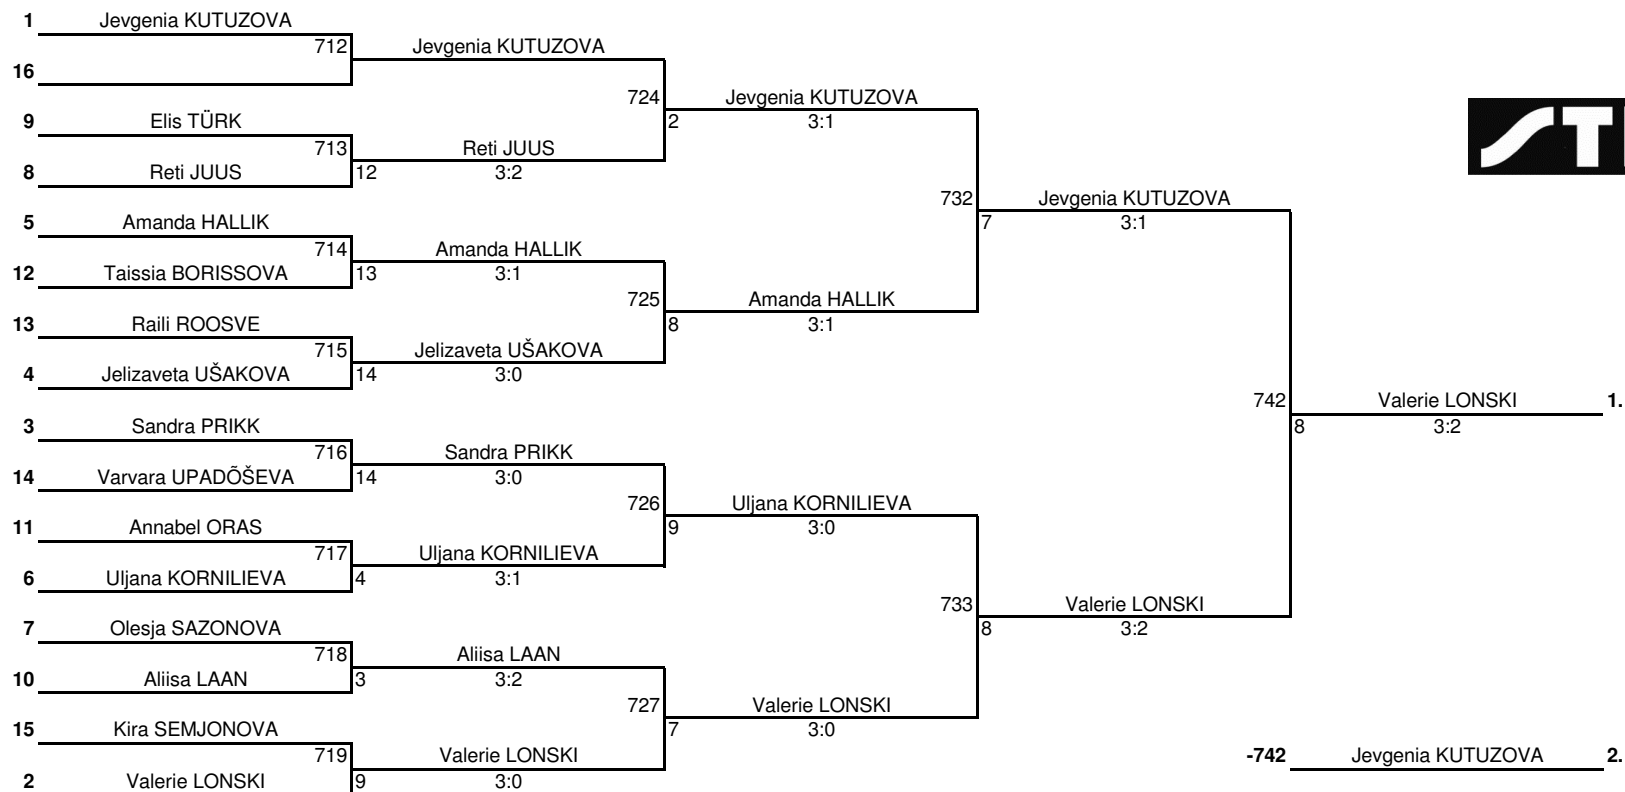 1 Jevgenia KUTUZOVA
712 Jevgenia KUTUZOVA
16
724 Jevgenia KUTUZOVA
9 Elis TÜRK
2 3:1
713 Reti JUUS
8 Reti JUUS
12 3:2
732 Jevgenia KUTUZOVA
5 Amanda HALLIK
7 3:1
714 Amanda HALLIK
12 Taissia BORISSOVA
13 3:1
725 Amanda HALLIK
13 Raili ROOSVE
8 3:1
715 Jelizaveta UŠAKOVA
4 Jelizaveta UŠAKOVA
14 3:0
742 Valerie LONSKI 1.
3 Sandra PRIKK
8 3:2
716 Sandra PRIKK
14 Varvara UPADÕŠEVA
14 3:0
726 Uljana KORNILIEVA
11 Annabel ORAS
9 3:0
717 Uljana KORNILIEVA
6 Uljana KORNILIEVA
4 3:1
733 Valerie LONSKI
7 Olesja SAZONOVA
8 3:2
718 Aliisa LAAN
10 Aliisa LAAN
3 3:2
727 Valerie LONSKI
15 Kira SEMJONOVA
7 3:0
719 Valerie LONSKI
-742 Jevgenia KUTUZOVA 2.
2 Valerie LONSKI
9 3:0
ST